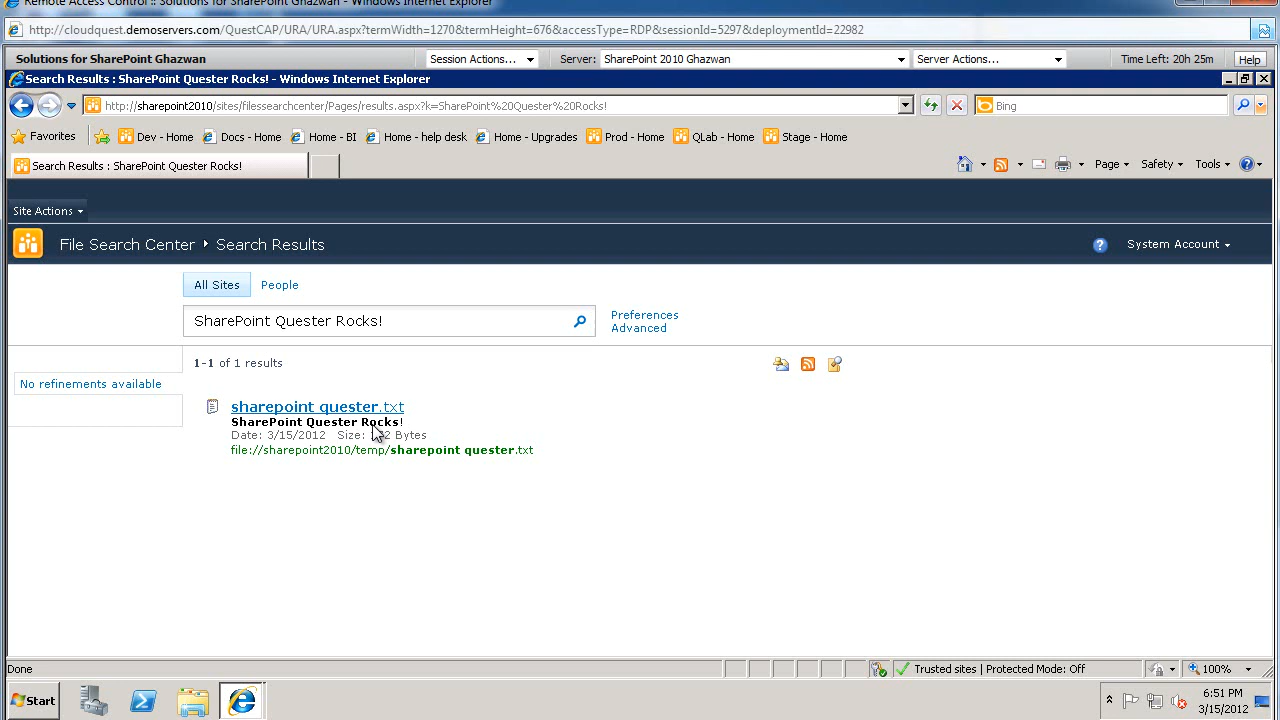 Remote Access Control :: Solutions for SharePoint Ghazwan - Windows Internet Explorer
http://cloudquest.demoservers.com/QuestCAP/URA/URA.aspx?termWidth=1270&termHeight=676&accessType=RDP&sessionId=5297&deploymentId=22982
Solutions for SharePoint Ghazwan Session Actions... Server: SharePoint 2010 Ghazwan Server Actions... Time Left: 20h 25m Help
Search Results : SharePoint Quester Rocks! - Windows Internet Explorer
http://sharepoint2010/sites/filessearchcenter/Pages/results.aspx?k=SharePoint%20Quester%20Rocks! Bing
Favorites Dev - Home Docs - Home Home - BI Home - help desk Home - Upgrades Prod - Home QLab - Home Stage - Home
Search Results : SharePoint Quester Rocks! Page Safety Tools
Site Actions
File Search Center Search Results System Account
All Sites People
SharePoint Quester Rocks! Preferences
Advanced
1-1 of 1 results
No refinements available
sharepoint quester.txt
SharePoint Quester Rocks!
Date: 3/15/2012 Size: 2 Bytes
file://sharepoint2010/temp/sharepoint quester.txt
Done Trusted sites | Protected Mode: Off 100%
Start 6:51 PM
3/15/2012